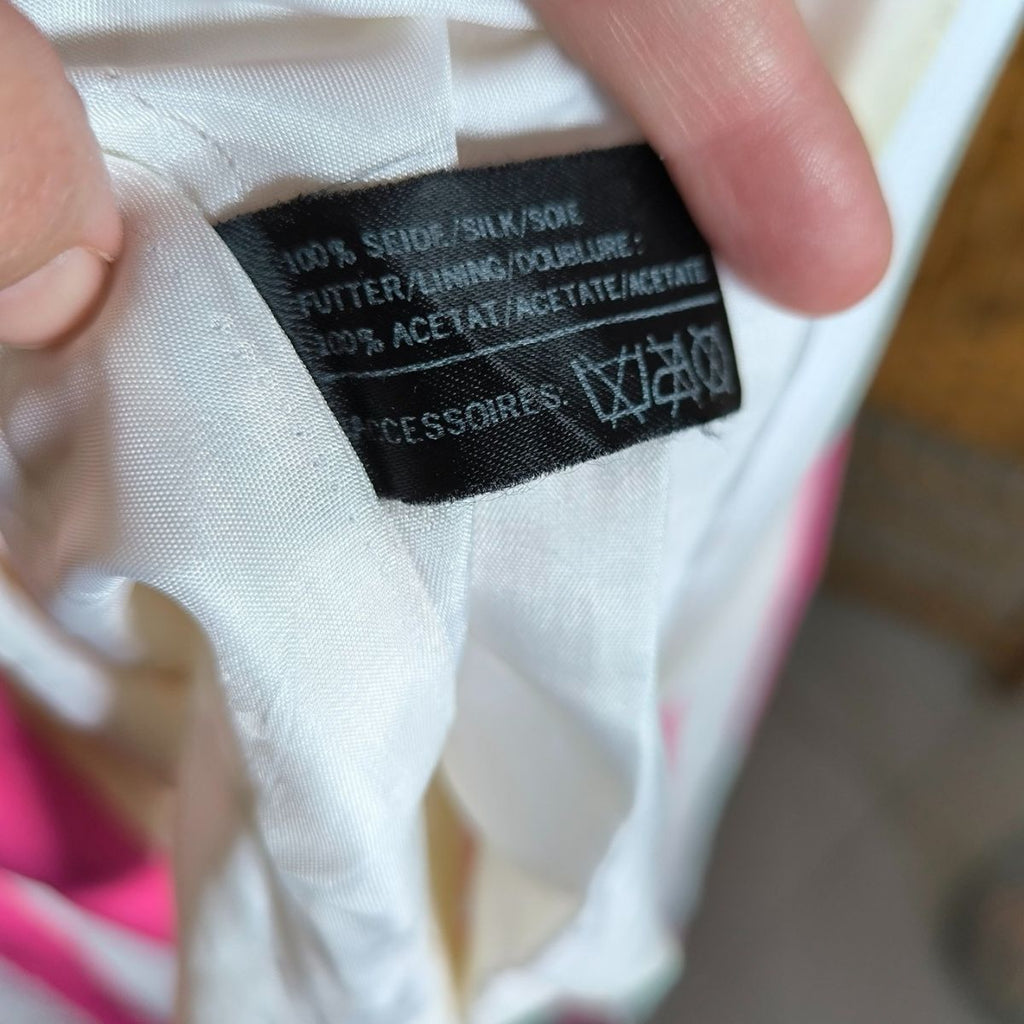 100% SEIDE/SILK/SOIE
FUTTER/LINING/DOUBLURE:
100% ACETAT/ACETATE/ACETATE
ACCESSOIRES.